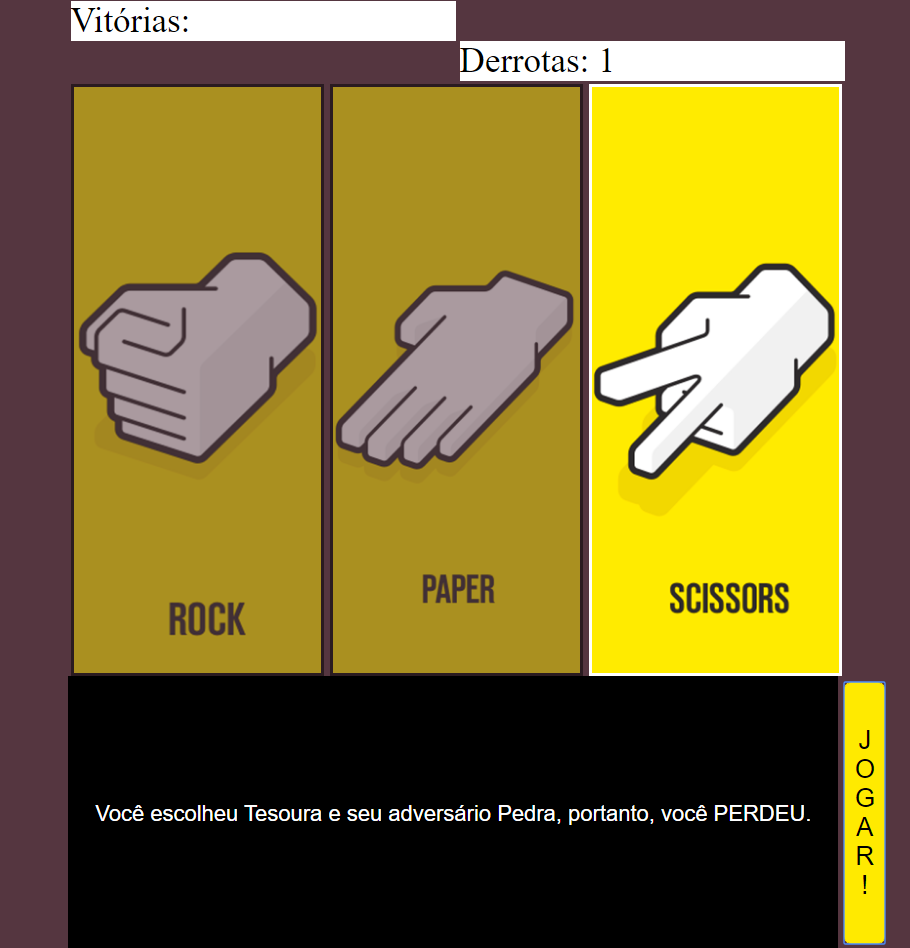 Vitórias:
Derrotas: 1
ROCK
PAPER
SCISSORS
Você escolheu Tesoura e seu adversário Pedra, portanto, você PERDEU.
J
O
G
A
R
!